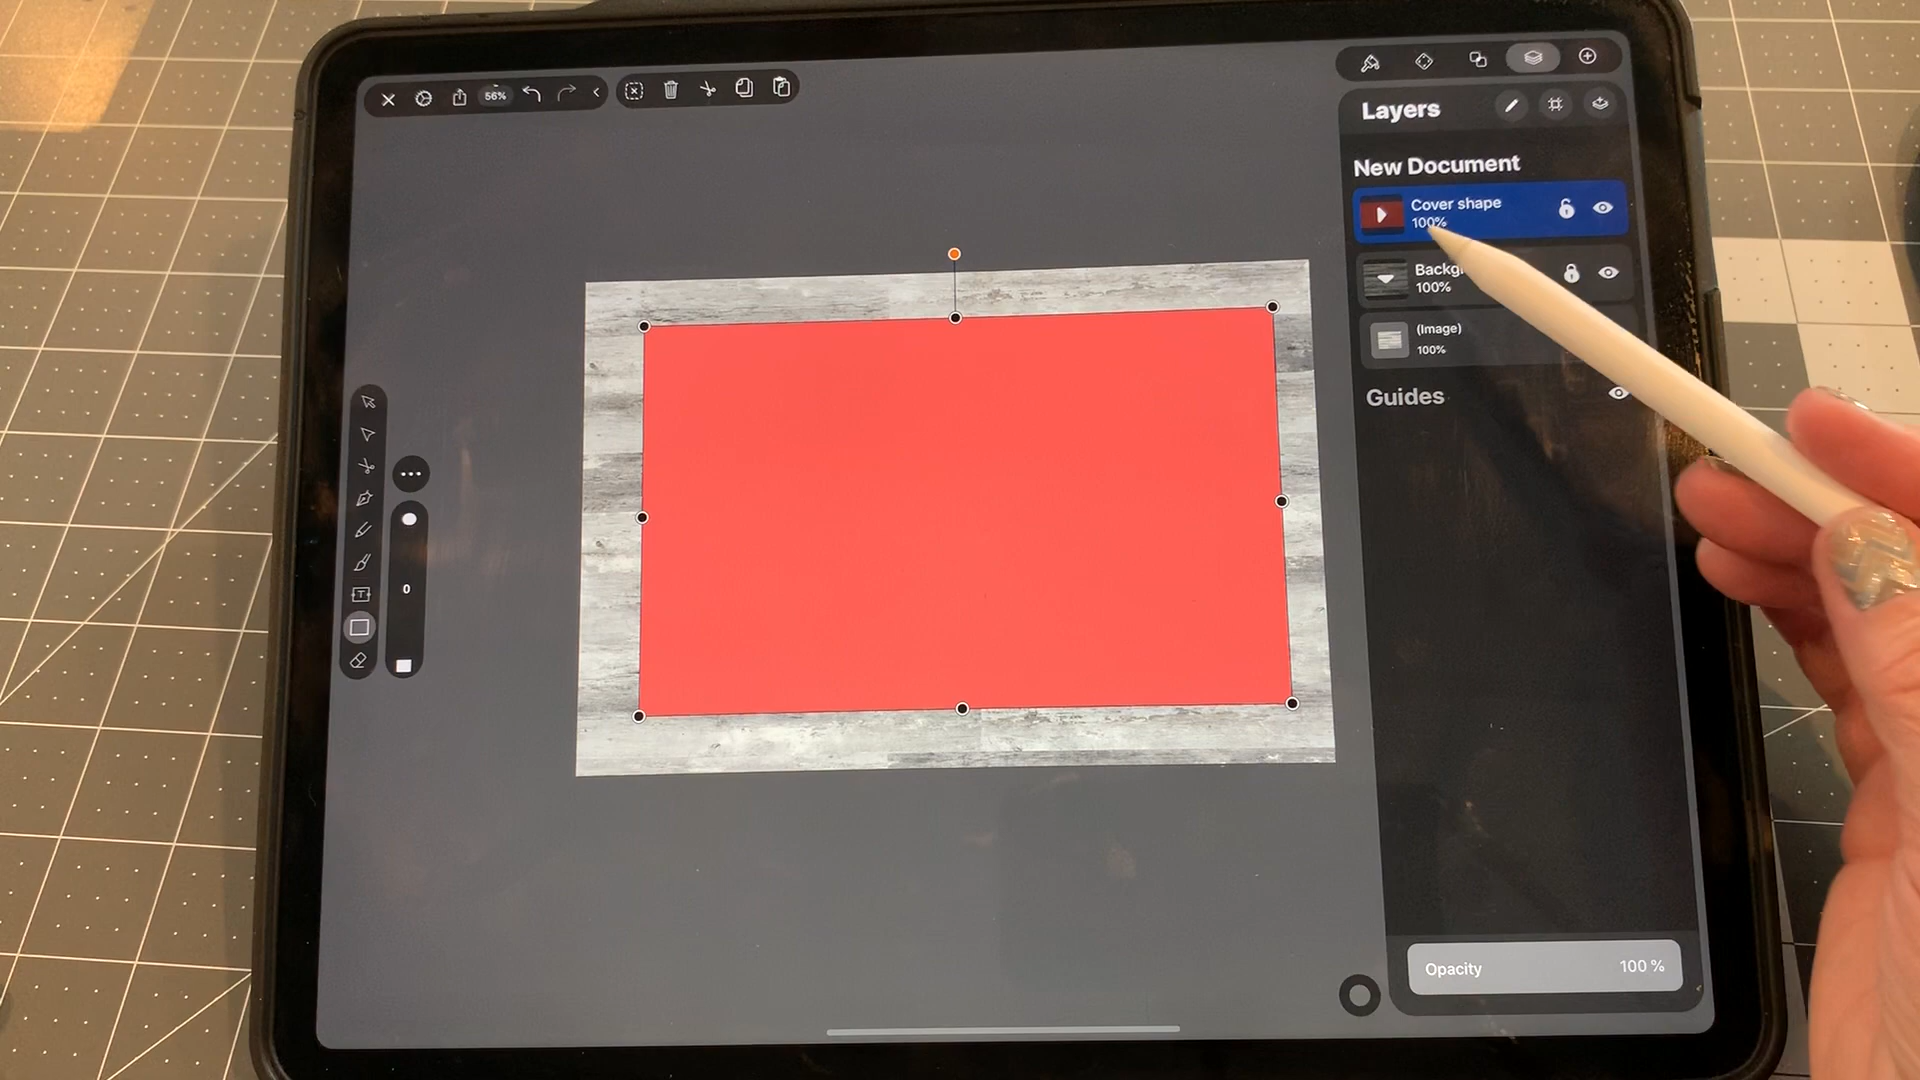 56%
Layers
New Document
Cover shape
100%
100%
(Image)
100%
Guides
T
0
Opacity 100 %